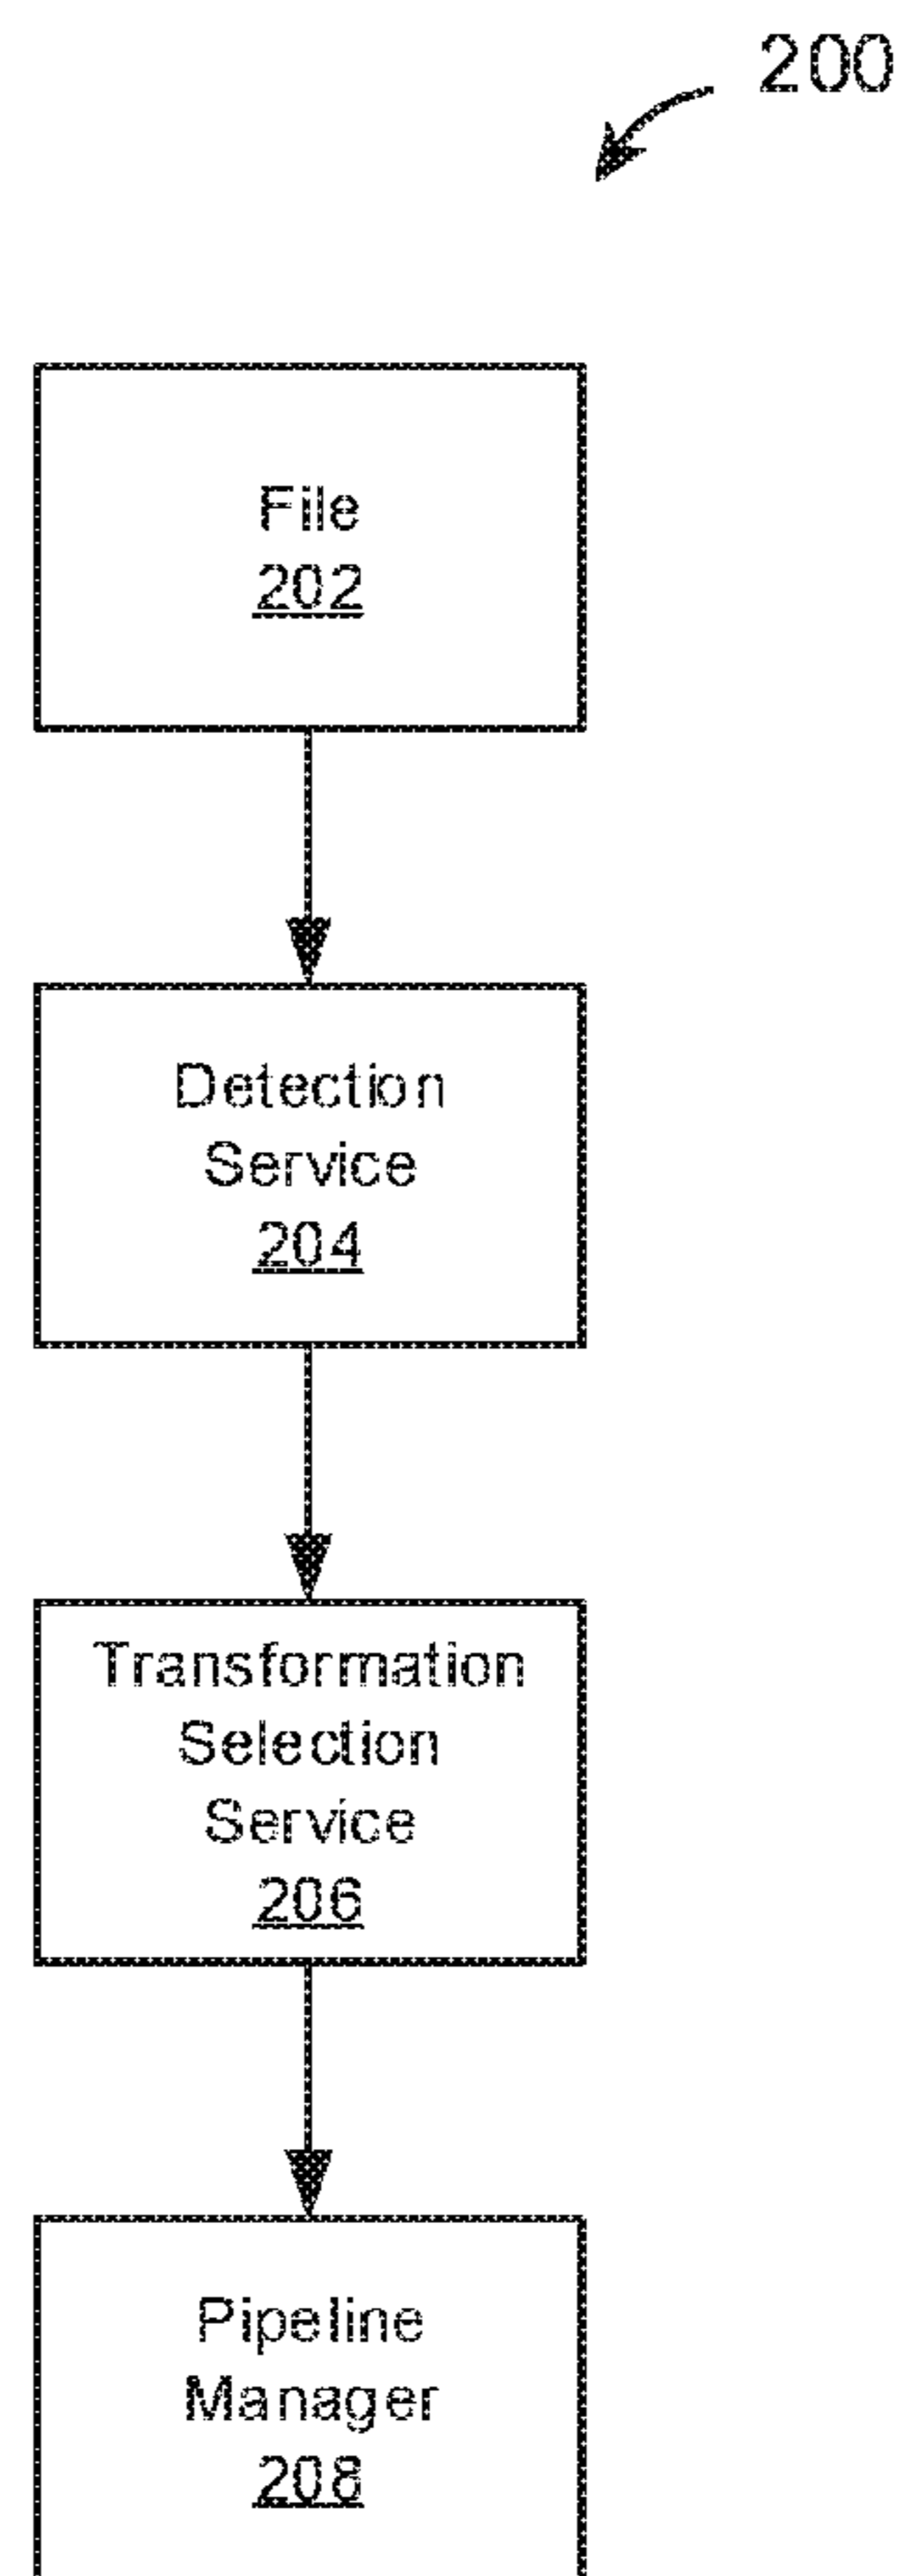 200
File
202
Detection
Service
204
Transformation
Selection
Service
206
Pipeline
Manager
208